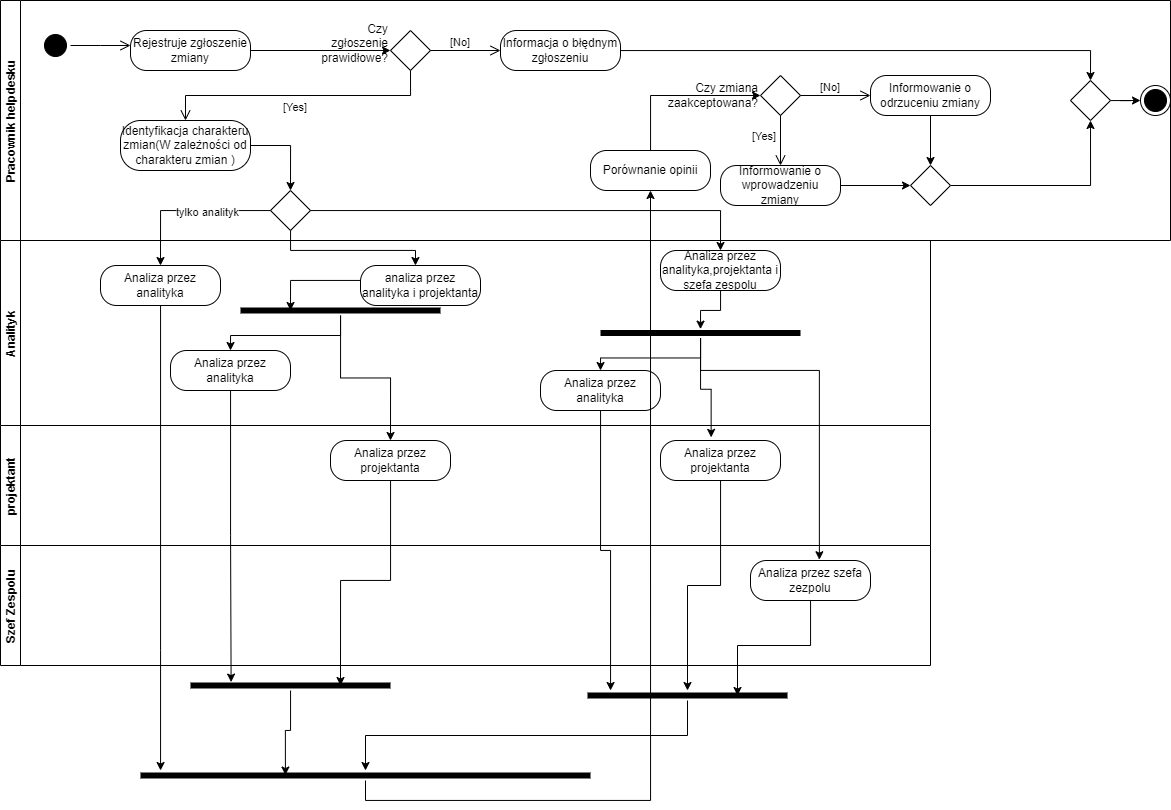 Pracownik helpdesku
Rejestruje zgłoszenie
zmiany
Czy
zgłoszenie
prawidłowe?
[No]
Informacja o błędnym
zgłoszeniu
[Yes]
Identyfikacja charakteru
zmian(W zależności od
charakteru zmian )
Czy zmiana
zaakceptowana?
[No]
Informowanie o
odrzuceniu zmiany
[Yes]
Informowanie o
wprowadzeniu
zmiany
Porównanie opinii
tylko analityk
Analityk
Analiza przez
analityka
analiza przez
analityka i projektanta
Analiza przez
analityka,projektanta i
szefa zespolu
Analiza przez
analityka
Analiza przez
analityka
projektant
Analiza przez
projektanta
Analiza przez
projektanta
Szef Zespolu
Analiza przez szefa
zezpolu